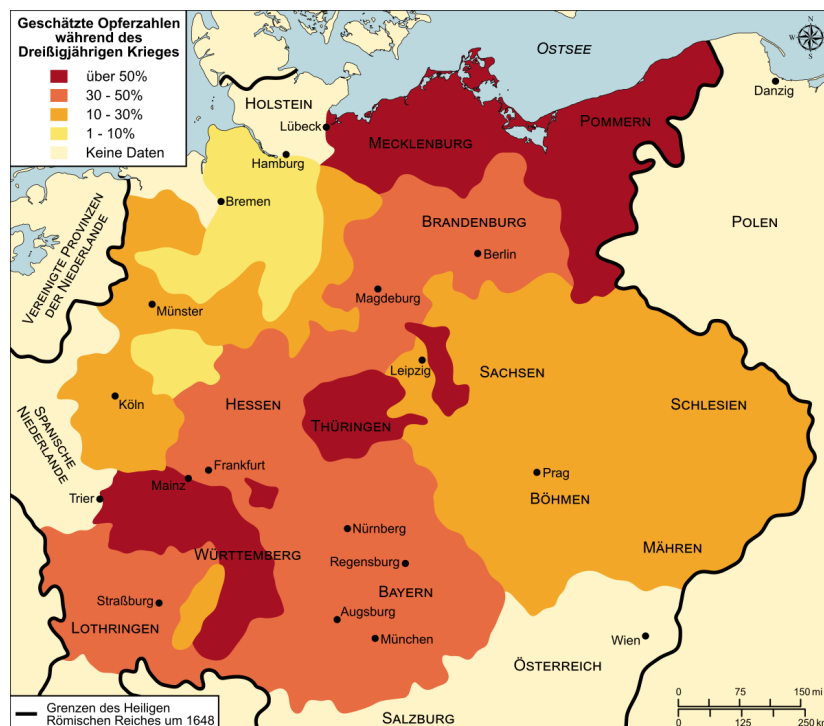 Geschätzte Opferzahlen
während des
Dreißigjährigen Krieges
über 50%
30 - 50%
10 - 30%
1 - 10%
Keine Daten
OSTSEE
N
W
E
S
Danzig
HOLSTEIN
Lübeck
POMMERN
MECKLENBURG
Hamburg
Bremen
BRANDENBURG
POLEN
Berlin
VEREINIGTE PROVINZEN
DER NIEDERLANDE
Magdeburg
Münster
Leipzig
SACHSEN
Köln
HESSEN
SCHLESIEN
THÜRINGEN
SPANISCHE
NIEDERLANDE
Frankfurt
Prag
Mainz
Trier
BÖHMEN
Nürnberg
MÄHREN
WÜRTTEMBERG
Regensburg
BAYERN
Straßburg
Augsburg
LOTHRINGEN
München
Wien
ÖSTERREICH
SALZBURG
Grenzen des Heiligen
Römischen Reiches um 1648
0 75 150 mi
0 125 250 km